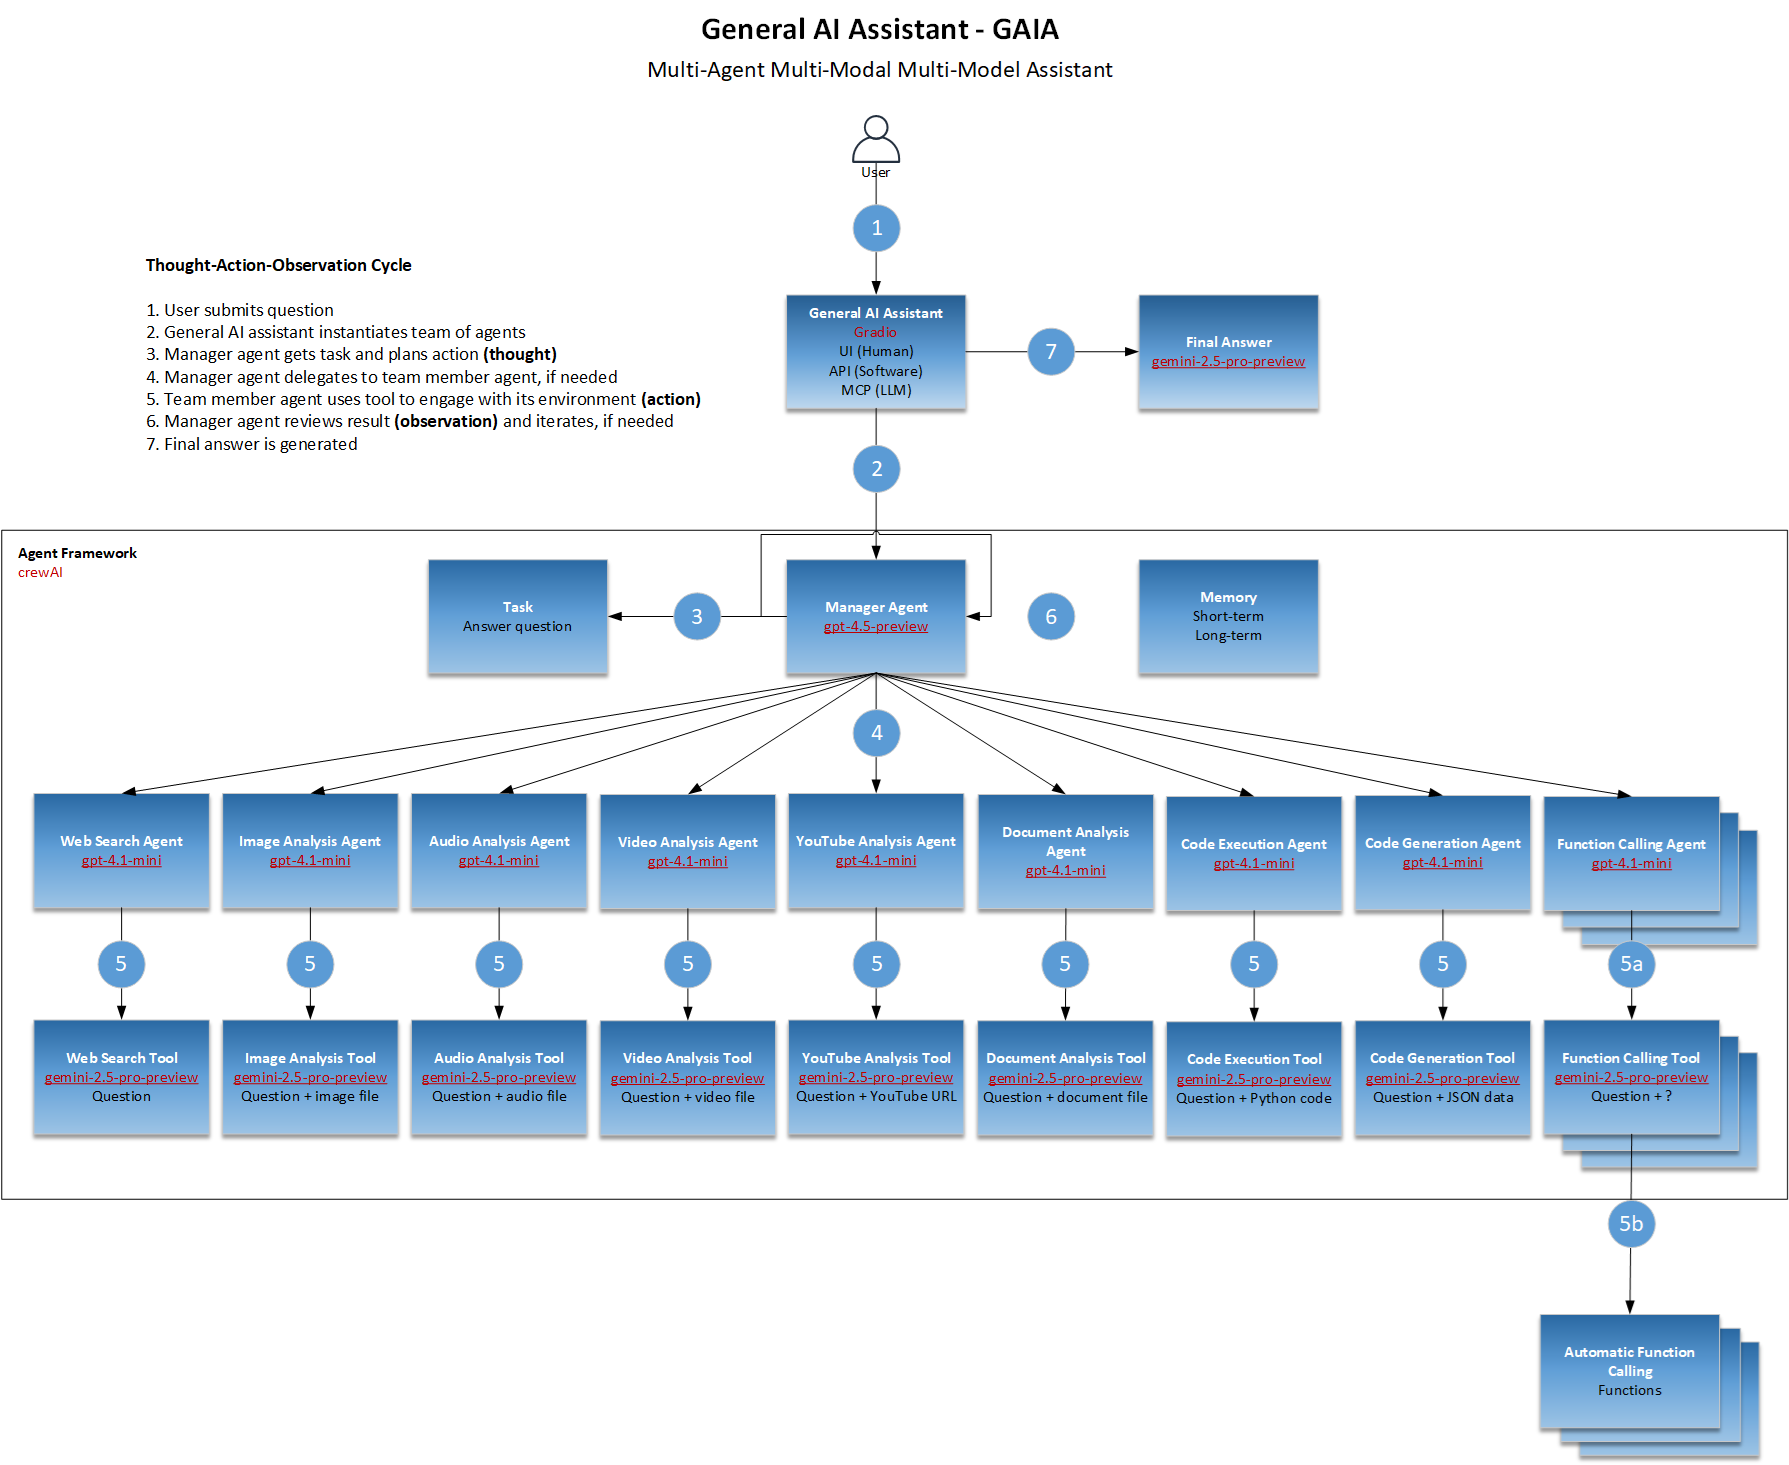 General AI Assistant - GAIA
Multi-Agent Multi-Modal Multi-Model Assistant
User
1
Thought-Action-Observation Cycle
1. User submits question
2. General AI assistant instantiates team of agents
3. Manager agent gets task and plans action (thought)
4. Manager agent delegates to team member agent, if needed
5. Team member agent uses tool to engage with its environment (action)
6. Manager agent reviews result (observation) and iterates, if needed
7. Final answer is generated
General AI Assistant
Gradio
UI (Human)
API (Software)
MCP (LLM)
7
Final Answer
gemini-2.5-pro-preview
2
Agent Framework
crewAI
Task
Answer question
3
Manager Agent
gpt-4.5-preview
6
Memory
Short-term
Long-term
4
Web Search Agent
gpt-4.1-mini
Image Analysis Agent
gpt-4.1-mini
Audio Analysis Agent
gpt-4.1-mini
Video Analysis Agent
gpt-4.1-mini
YouTube Analysis Agent
gpt-4.1-mini
Document Analysis
Agent
gpt-4.1-mini
Code Execution Agent
gpt-4.1-mini
Code Generation Agent
gpt-4.1-mini
Function Calling Agent
gpt-4.1-mini
5
5
5
5
5
5
5
5
5a
Web Search Tool
gemini-2.5-pro-preview
Question
Image Analysis Tool
gemini-2.5-pro-preview
Question + image file
Audio Analysis Tool
gemini-2.5-pro-preview
Question + audio file
Video Analysis Tool
gemini-2.5-pro-preview
Question + video file
YouTube Analysis Tool
gemini-2.5-pro-preview
Question + YouTube URL
Document Analysis Tool
gemini-2.5-pro-preview
Question + document file
Code Execution Tool
gemini-2.5-pro-preview
Question + Python code
Code Generation Tool
gemini-2.5-pro-preview
Question + JSON data
Function Calling Tool
gemini-2.5-pro-preview
Question + ?
5b
Automatic Function
Calling
Functions